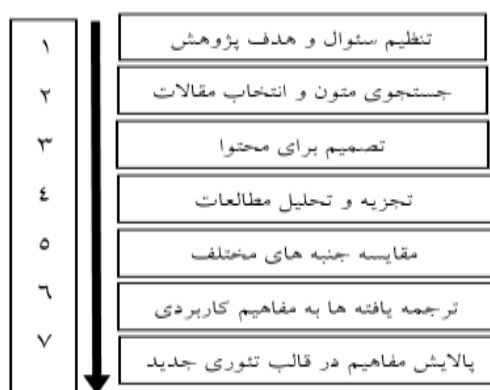 ۱ تنظیم سئوال و هدف پژوهش
۲ جستجوی متون و انتخاب مقالات
۳ تصمیم برای محتوا
٤ تجزیه و تحلیل مطالعات
٥ مقایسه جنبه های مختلف
٦ ترجمه یافته ها به مفاهیم کاربردی
۷ پالایش مفاهیم در قالب تئوری جدید